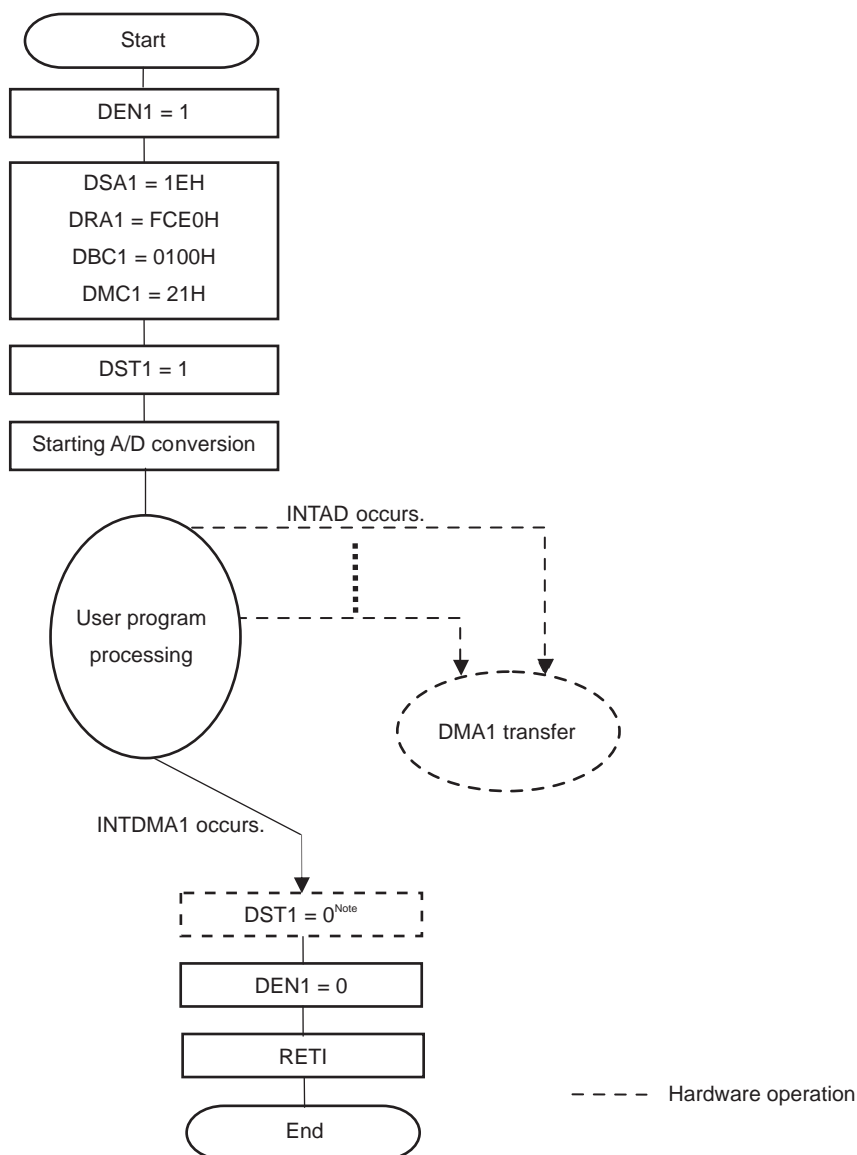 Start
DEN1 = 1
DSA1 = 1EH
DRA1 = FCE0H
DBC1 = 0100H
DMC1 = 21H
DST1 = 1
Starting A/D conversion
INTAD occurs.
User program
processing
DMA1 transfer
INTDMA1 occurs.
DST1 = 0Note
DEN1 = 0
RETI
Hardware operation
End